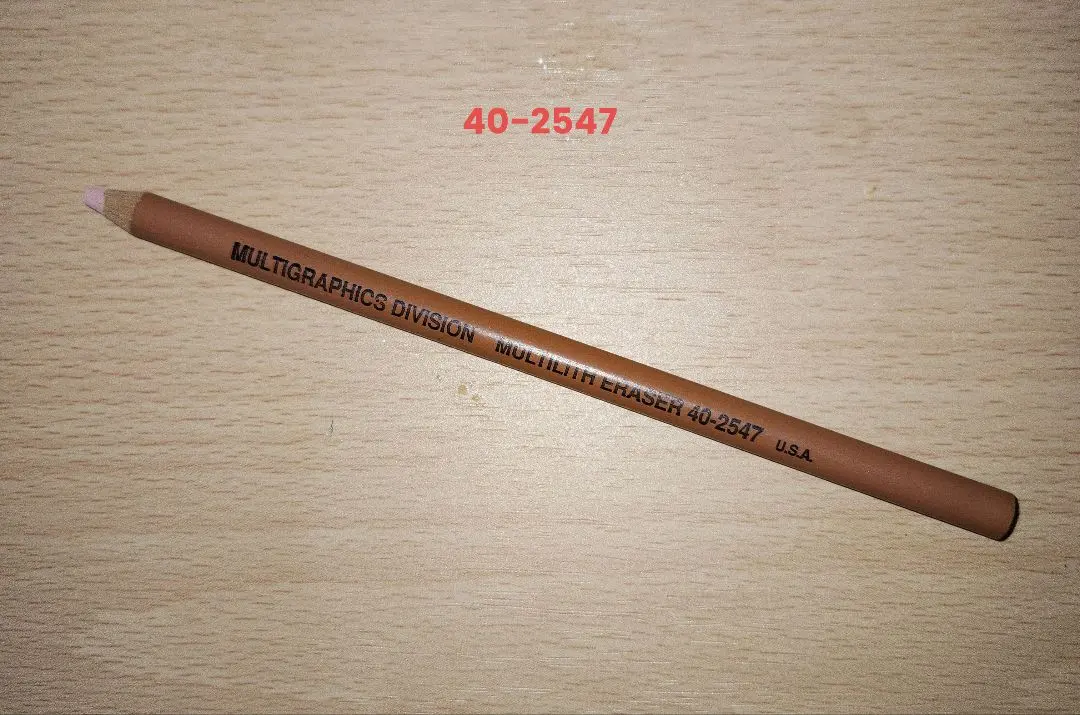 40-2547
MULTIGRAPHICS DIVISION MULTILITH ERASER 40-2547 U.S.A.